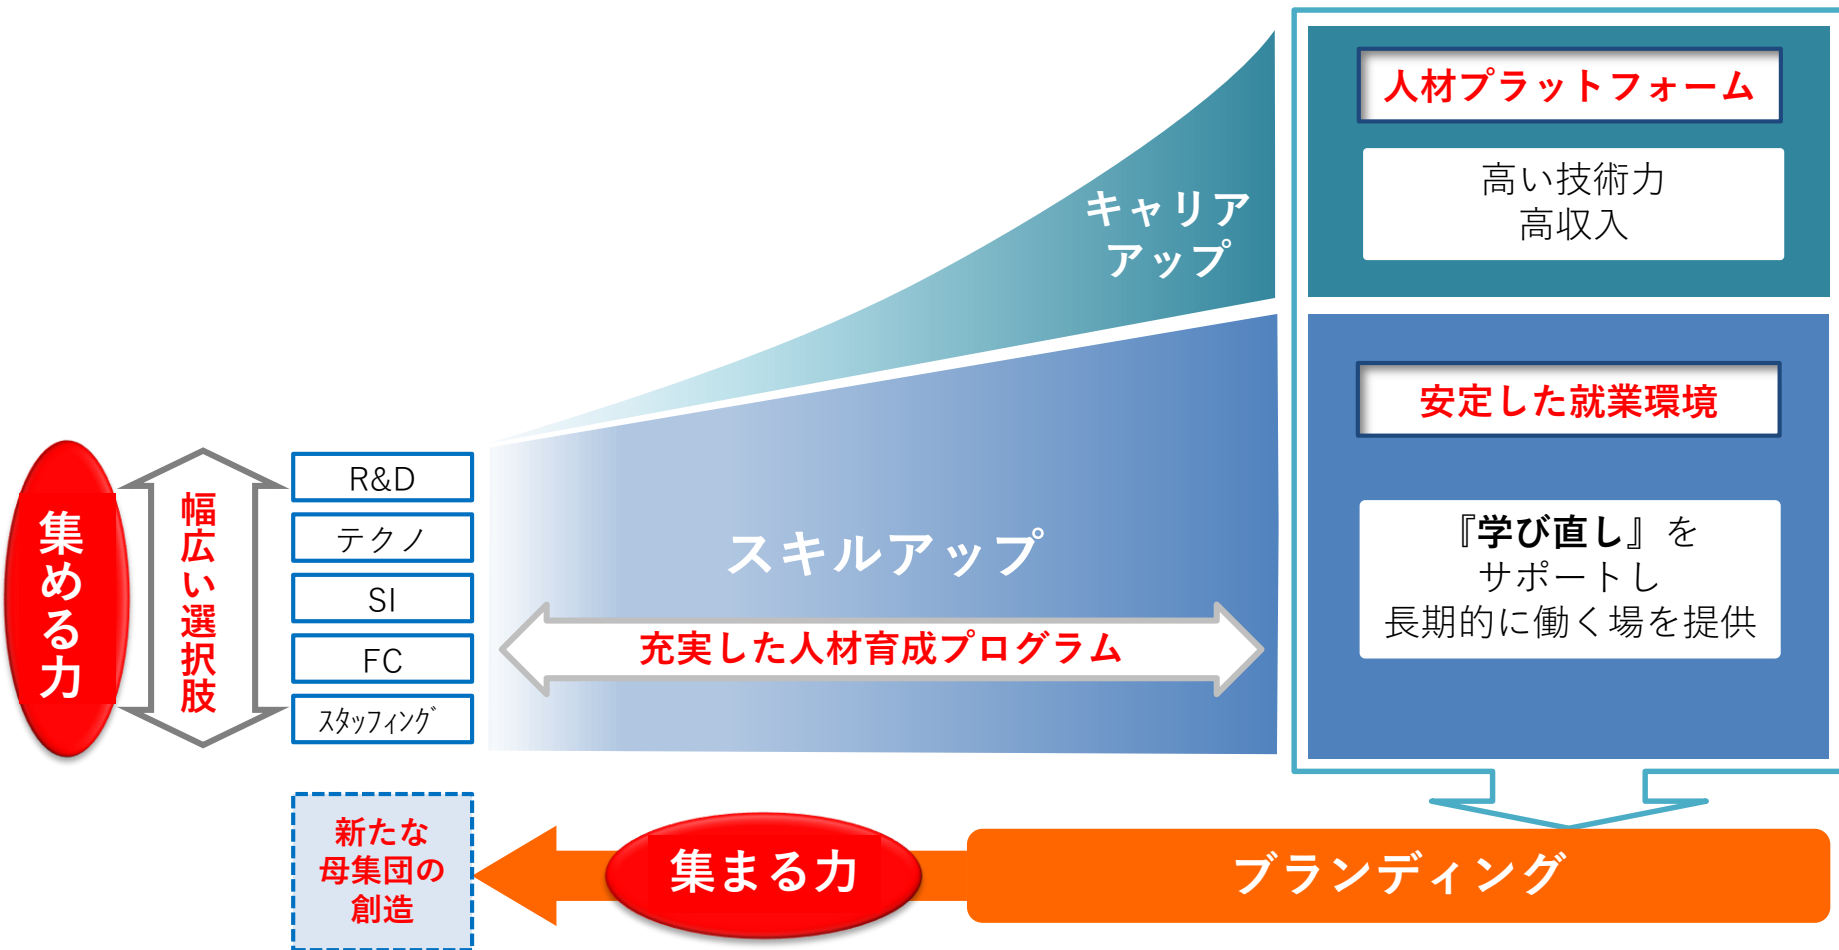 人材プラットフォーム
高い技術力
高収入
キャリア
アップ
安定した就業環境
『学び直し』を
サポートし
長期的に働く場を提供
集める力
幅広い選択肢
R&D
テクノ
SI
FC
ｽﾀｯﾌｨﾝｸﾞ
スキルアップ
充実した人材育成プログラム
新たな
母集団の
創造
集まる力
ブランディング